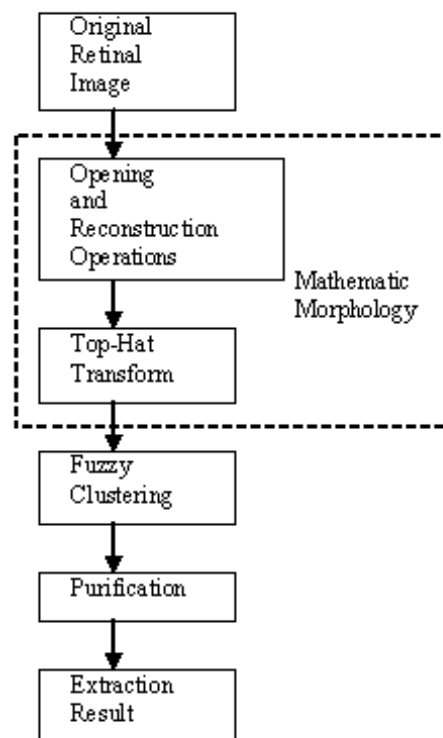 Original
Retinal
Image
Opening
and
Reconstruction
Operations
Mathematic
Morphology
Top-Hat
Transform
Fuzzy
Clustering
Purification
Extraction
Result